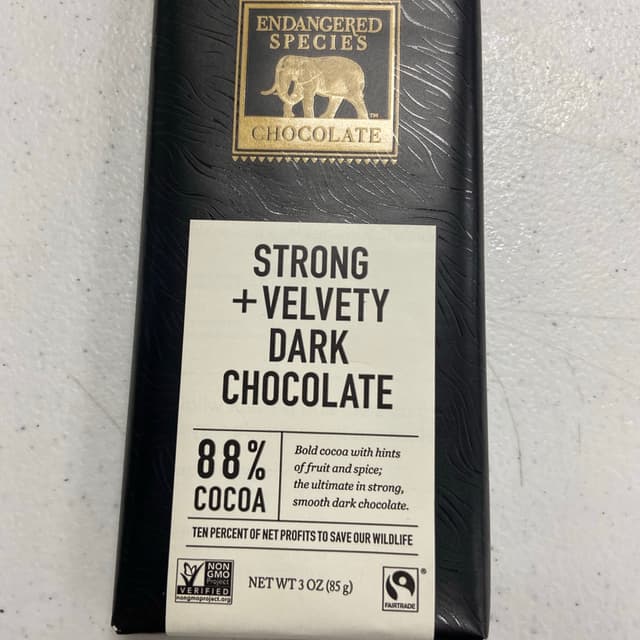 ENDANGERED
SPECIES
™
CHOCOLATE
STRONG
+VELVETY
DARK
CHOCOLATE
88%
COCOA
Bold cocoa with hints
of fruit and spice;
the ultimate in strong,
smooth dark chocolate.
TEN PERCENT OF NET PROFITS TO SAVE OUR WILDLIFE
NON
GMO
Project
VERIFIED
nongmoproject.org
NET WT 3 OZ (85 g)
®
FAIRTRADE